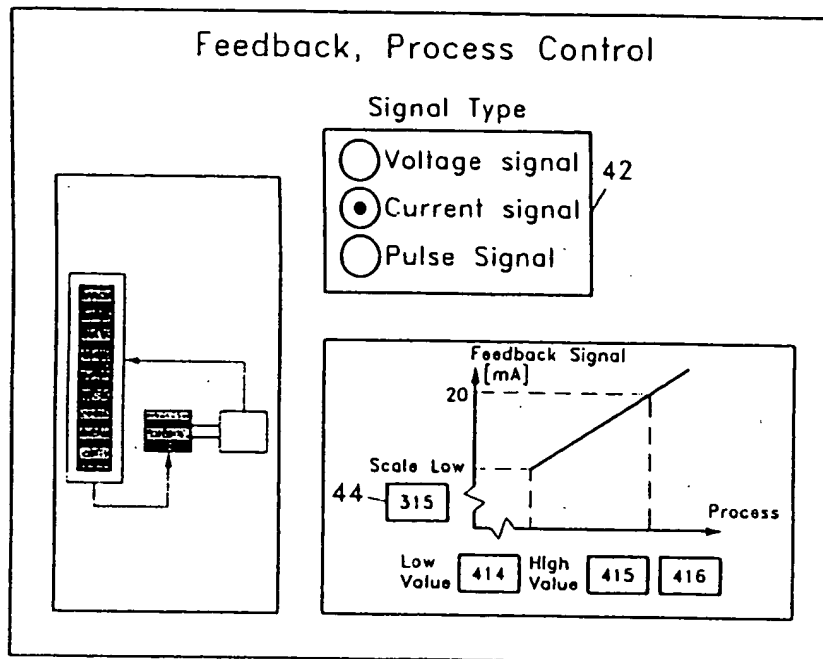 Feedback, Process Control
Signal Type
Voltage signal
42
Current signal
Pulse Signal
Feedback Signal
[mA]
20
Scale Low
44
315
Process
Low
Value
414
High
Value
415
416